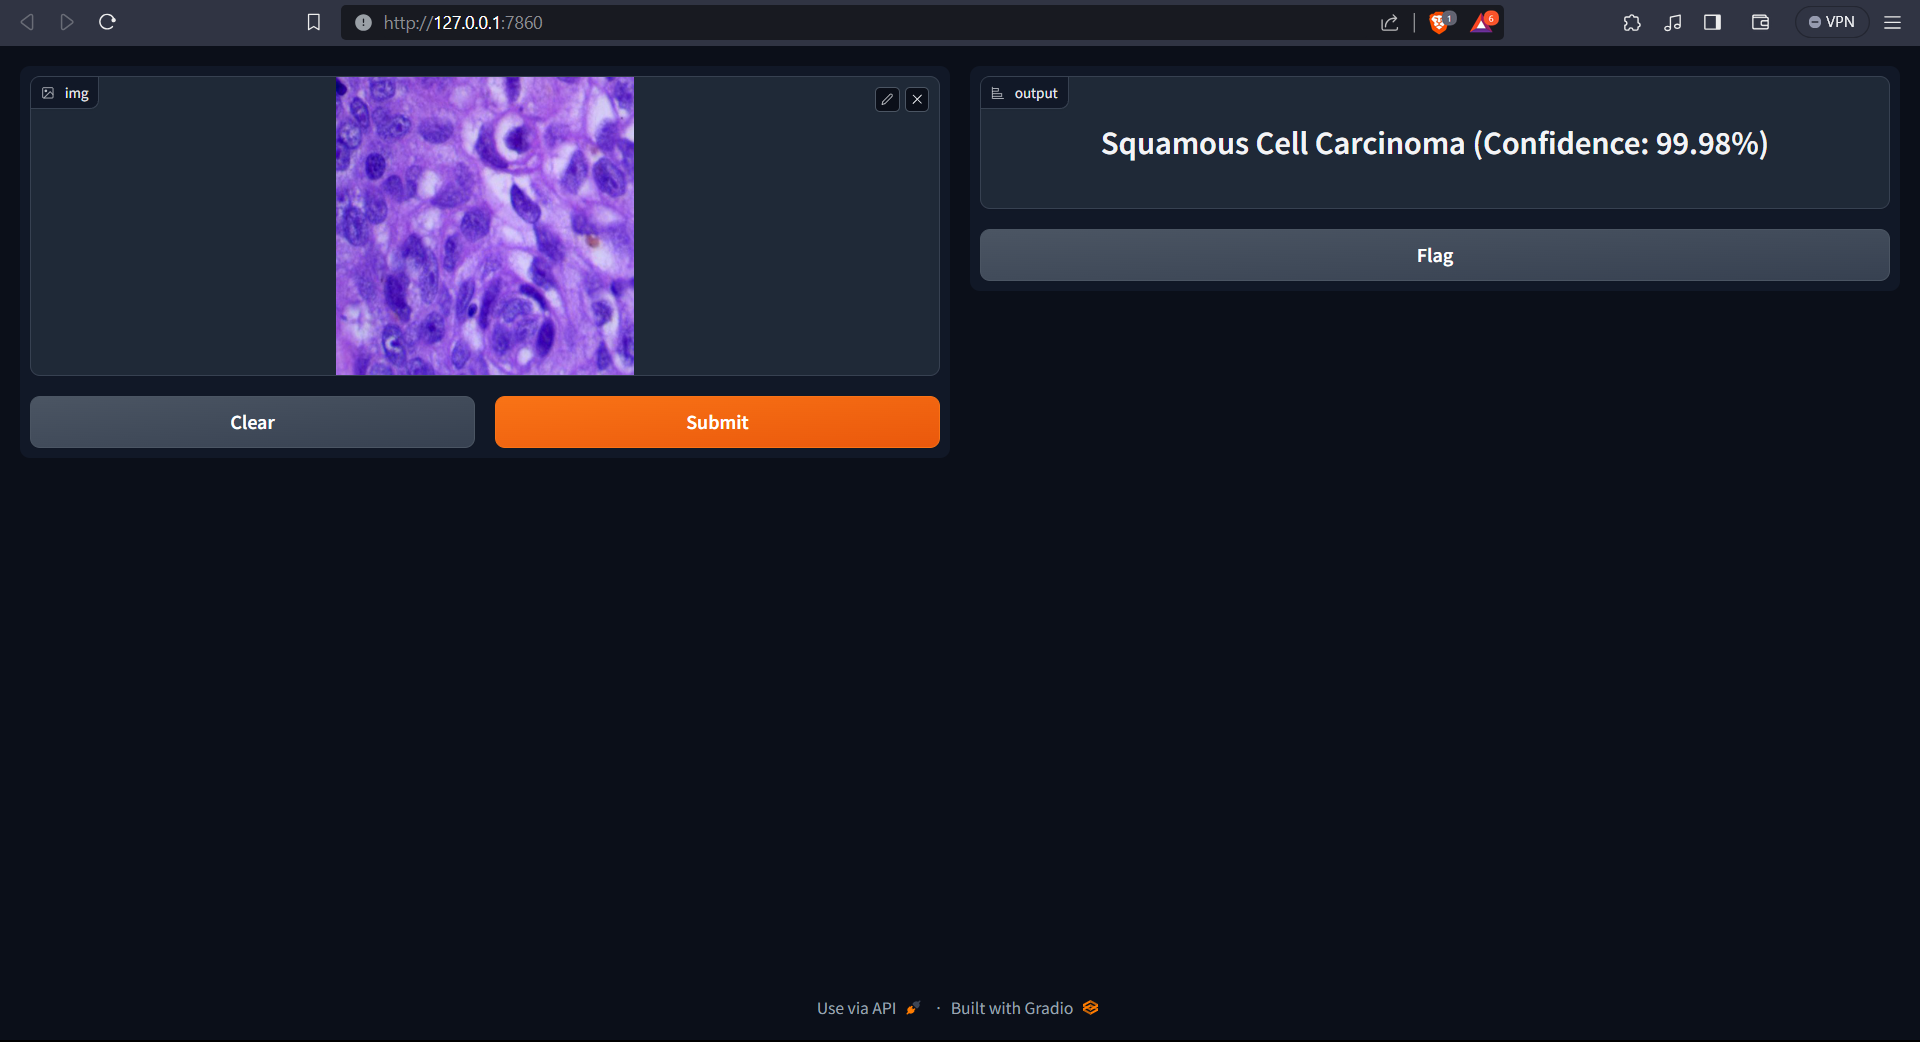 http://127.0.0.1:7860
1
6
VPN
img
output
Squamous Cell Carcinoma (Confidence: 99.98%)
Flag
Clear
Submit
Use via API · Built with Gradio